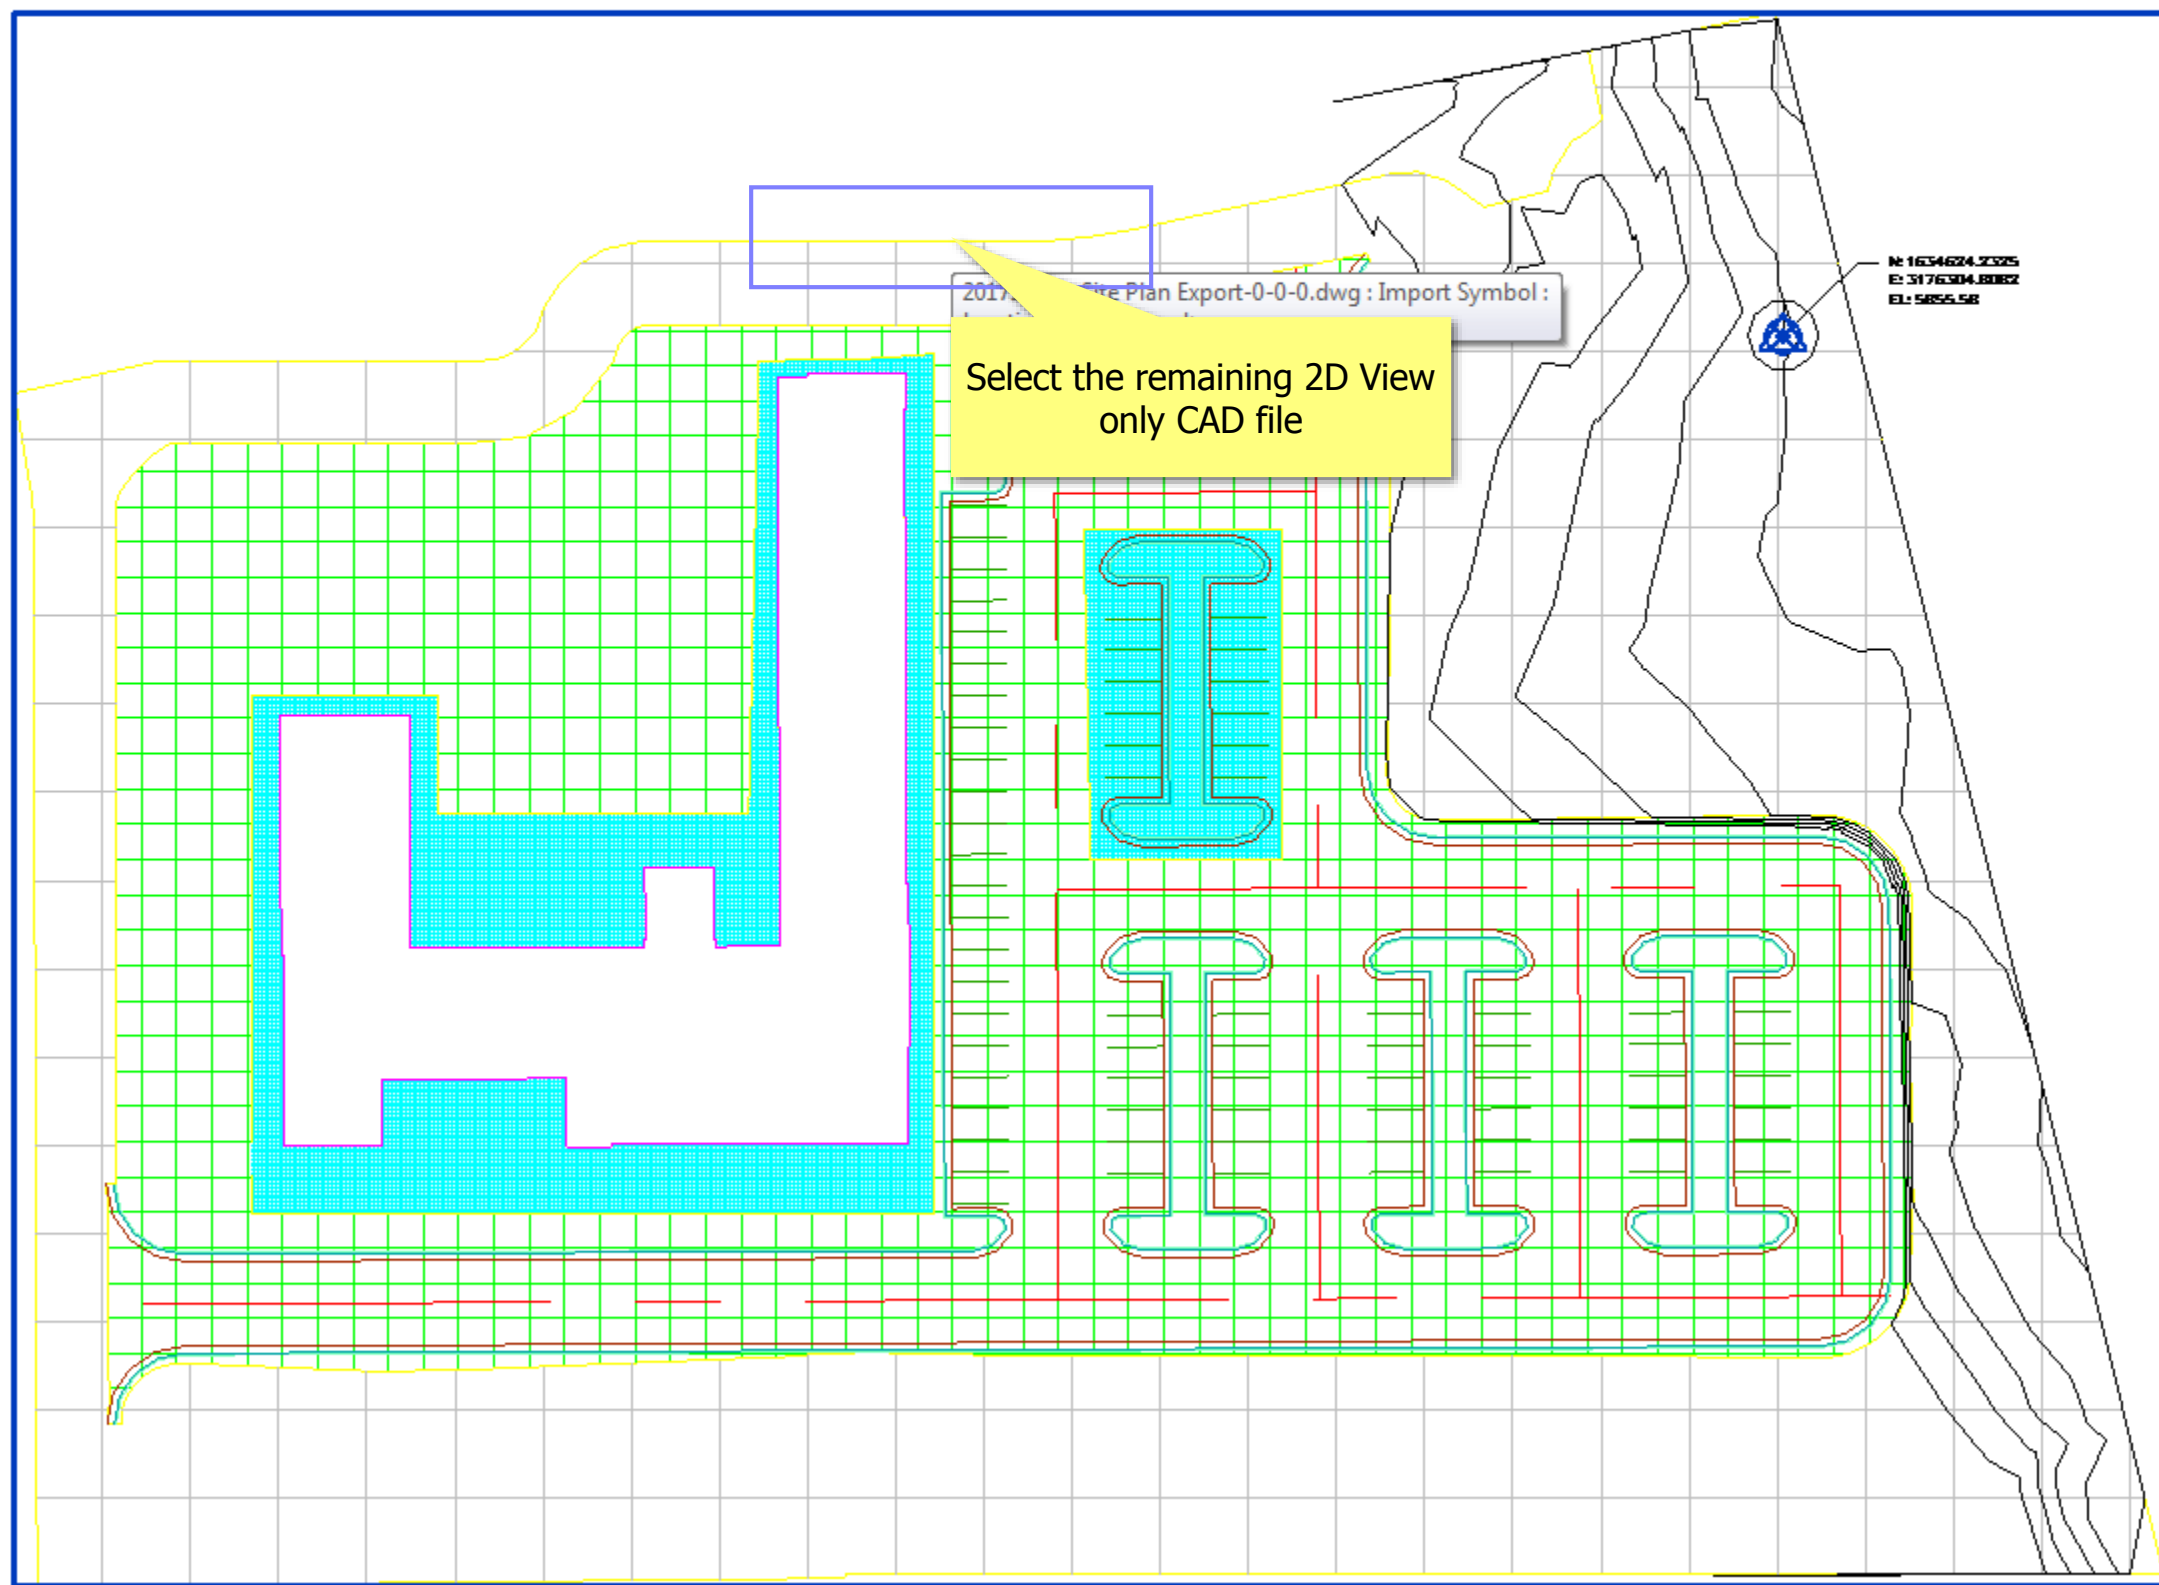 N: 1634624.2325
E: 3176304.8082
EL: 5855.58
2017 Site Plan Export-0-0-0.dwg : Import Symbol :
Select the remaining 2D View
only CAD file